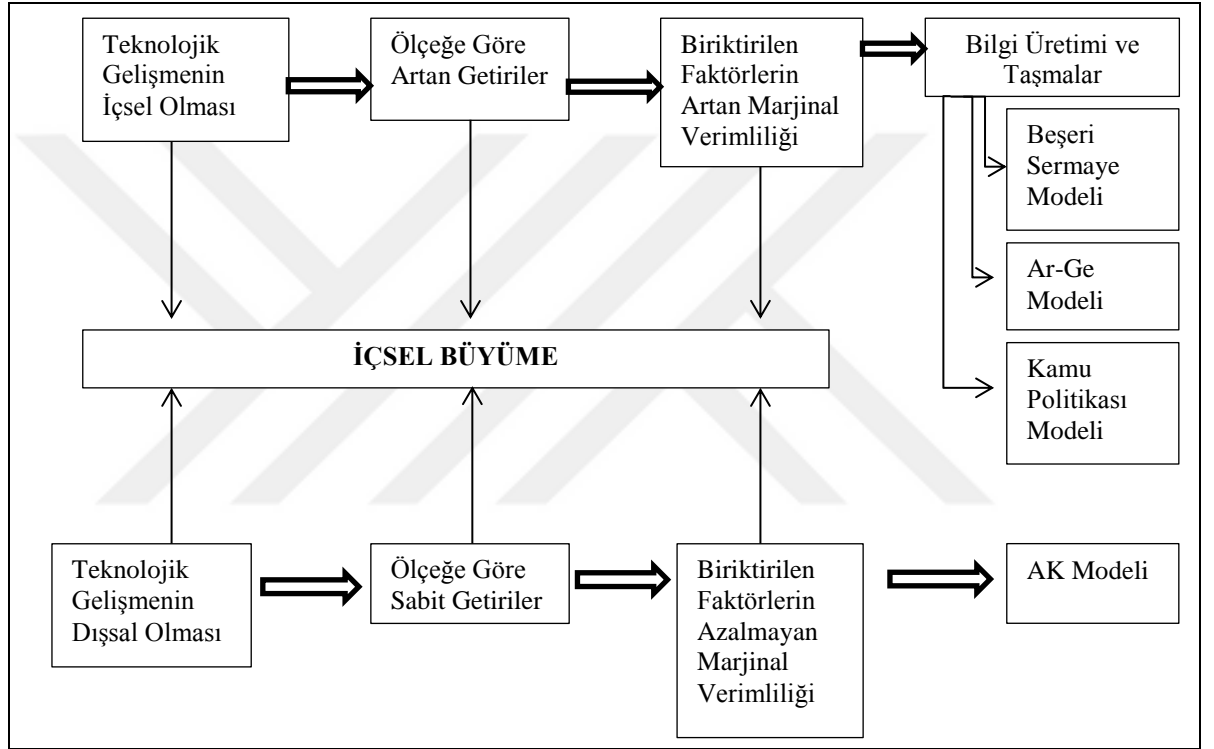 Teknolojik
Gelişmenin
İçsel Olması
Ölçeğe Göre
Artan Getiriler
Biriktirilen
Faktörlerin
Artan Marjinal
Verimliliği
Bilgi Üretimi ve
Taşmalar
Beşeri
Sermaye
Modeli
Ar-Ge
Modeli
Kamu
Politikası
Modeli
İÇSEL BÜYÜME
Teknolojik
Gelişmenin
Dışsal Olması
Ölçeğe Göre
Sabit Getiriler
Biriktirilen
Faktörlerin
Azalmayan
Marjinal
Verimliliği
AK Modeli